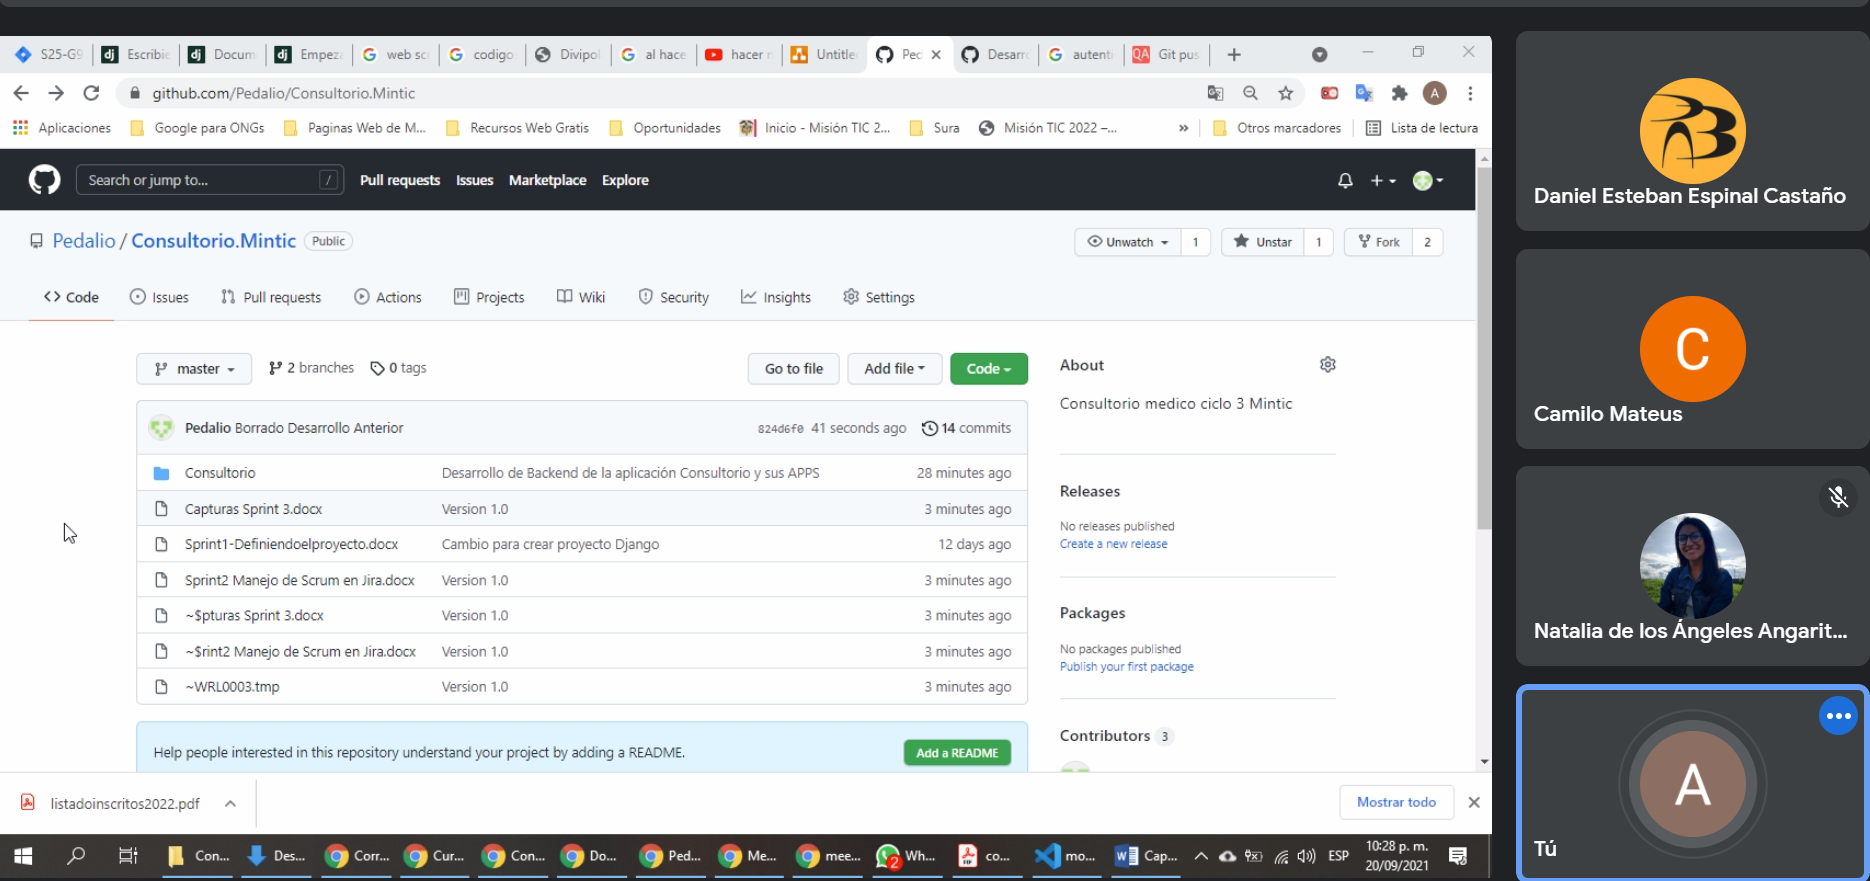 S25-G9
Escribie
Docum
Empeza
web scr
codigo
Divipol
al hace
hacer n
Untitle
Ped
Desarro
autenti
Git pus
github.com/Pedalio/Consultorio.Mintic
A
Aplicaciones
Google para ONGs
Paginas Web de M...
Recursos Web Gratis
Oportunidades
Inicio - Misión TIC 2...
Sura
Misión TIC 2022 –...
»
Otros marcadores
Lista de lectura
Search or jump to...
/
Pull requests
Issues
Marketplace
Explore
Pedalio / Consultorio.Mintic
Public
Unwatch
1
Unstar
1
Fork
2
Code
Issues
Pull requests
Actions
Projects
Wiki
Security
Insights
Settings
master
2 branches
0 tags
Go to file
Add file
Code
Pedalio Borrado Desarrollo Anterior
824d6f0 41 seconds ago
14 commits
Consultorio
Desarrollo de Backend de la aplicación Consultorio y sus APPS
28 minutes ago
Capturas Sprint 3.docx
Version 1.0
3 minutes ago
Sprint1-Definiendoelproyecto.docx
Cambio para crear proyecto Django
12 days ago
Sprint2 Manejo de Scrum en Jira.docx
Version 1.0
3 minutes ago
~$pturas Sprint 3.docx
Version 1.0
3 minutes ago
~$rint2 Manejo de Scrum en Jira.docx
Version 1.0
3 minutes ago
~WRL0003.tmp
Version 1.0
3 minutes ago
Help people interested in this repository understand your project by adding a README.
Add a README
About
Consultorio medico ciclo 3 Mintic
Releases
No releases published
Create a new release
Packages
No packages published
Publish your first package
Contributors 3
listadoinscritos2022.pdf
Mostrar todo
Con...
Des...
Corr...
Cur...
Con...
Do...
Ped...
Me...
mee...
2
Wh...
co...
mo...
Cap...
ESP
10:28 p. m.
20/09/2021
Daniel Esteban Espinal Castaño
C
Camilo Mateus
Natalia de los Ángeles Angarit...
A
Tú